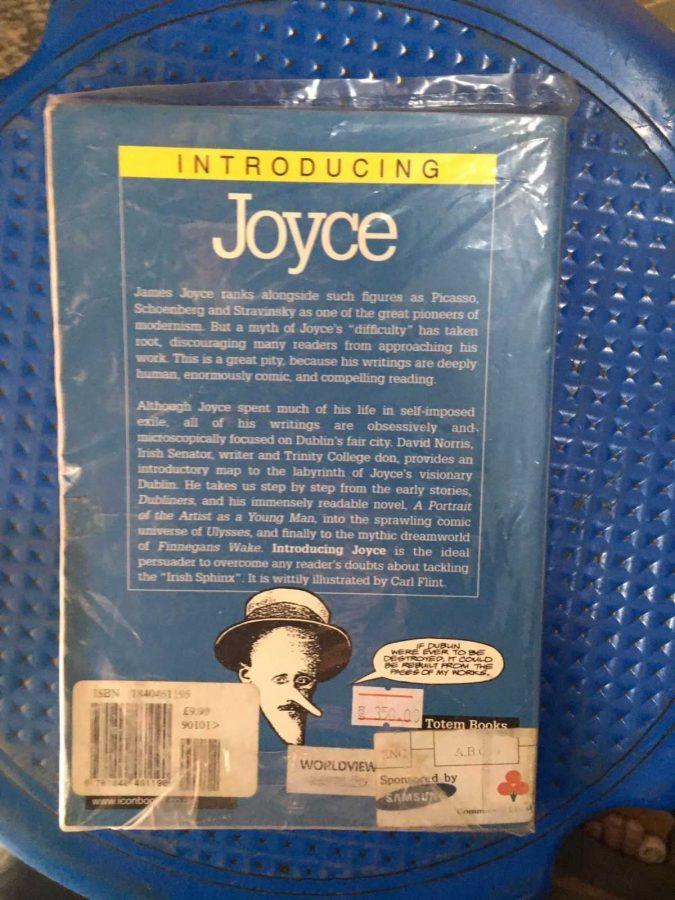 INTRODUCING
Joyce
James Joyce ranks alongside such figures as Picasso,
Schoenberg and Stravinsky as one of the great pioneers of
modernism. But a myth of Joyce's "difficulty" has taken
root, discouraging many readers from approaching his
work. This is a great pity, because his writings are deeply
human, enormously comic, and compelling reading.
Although Joyce spent much of his life in self-imposed
exile, all of his writings are obsessively and
microscopically focused on Dublin's fair city. David Norris,
Irish Senator, writer and Trinity College don, provides an
introductory map to the labyrinth of Joyce's visionary
Dublin. He takes us step by step from the early stories,
Dubliners, and his immensely readable novel, A Portrait
of the Artist as a Young Man, into the sprawling comic
universe of Ulysses, and finally to the mythic dreamworld
of Finnegans Wake. Introducing Joyce is the ideal
persuader to overcome any reader's doubts about tackling
the "Irish Sphinx". It is wittily illustrated by Carl Flint.
IF DUBLIN
WERE EVER TO BE
DESTROYED, IT COULD
BE REBUILT FROM THE
PAGES OF MY WORKS.
ISBN 1840461195
£9.99
90101>
350.00
Totem Books
WORLDVIEW
Sponsored by
SAMSUNG